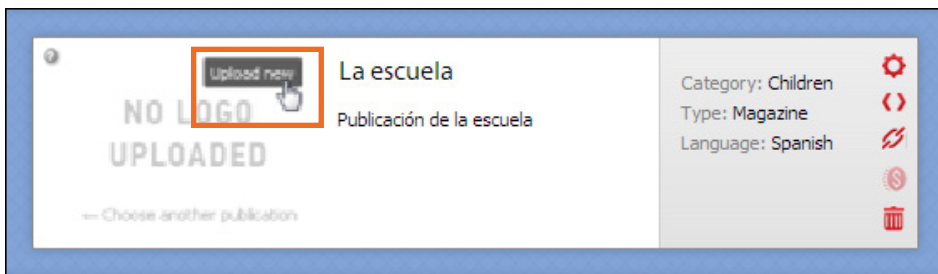 Upload new
NO LOGO
UPLOADED
← Choose another publication
La escuela
Publicación de la escuela
Category: Children
Type: Magazine
Language: Spanish